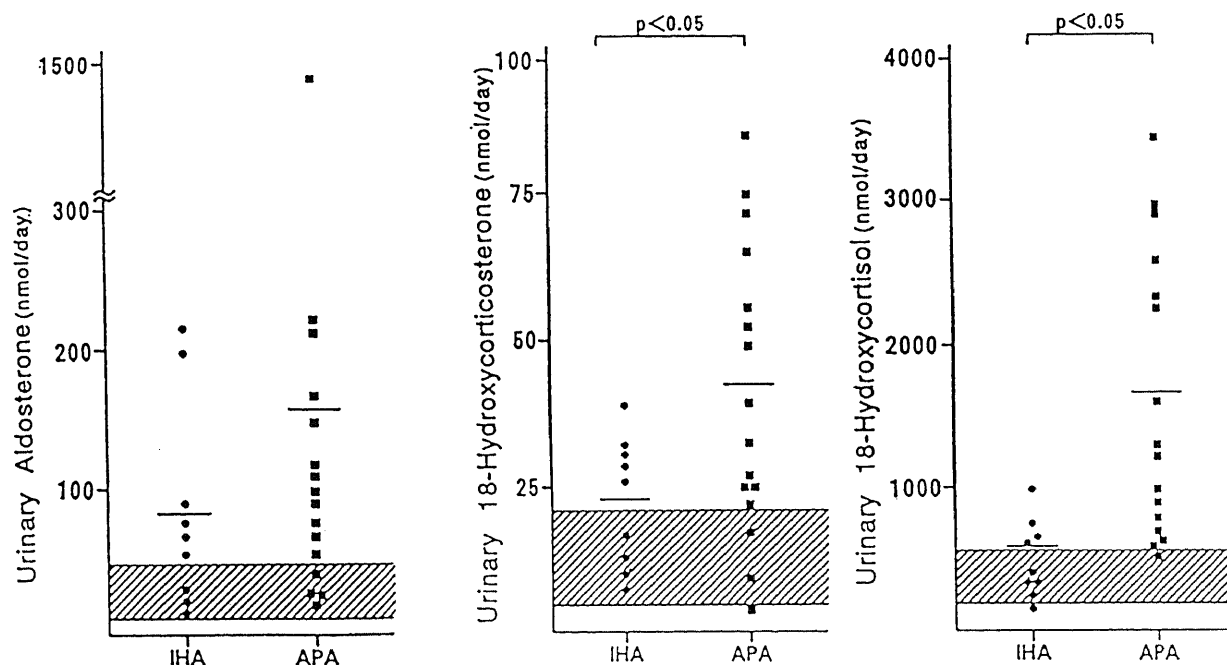 Urinary Aldosterone (nmol/day.)
1500
300
200
100
IHA APA
p<0.05
Urinary 18-Hydroxycorticosterone (nmol/day)
100
75
50
25
IHA APA
p<0.05
Urinary 18-Hydroxycortisol (nmol/day)
4000
3000
2000
1000
IHA APA